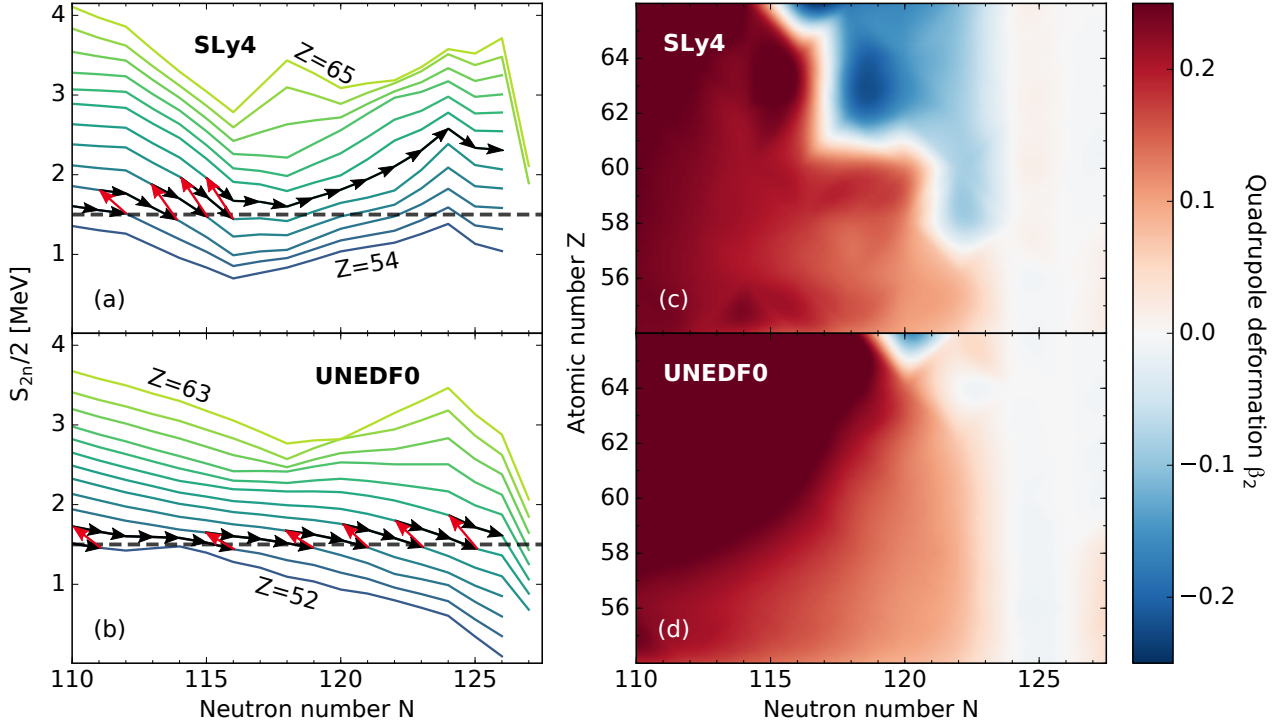 SLy4
Z=65
Z=54
(a)
4
3
2
1
S2n/2 [MeV]
UNEDF0
Z=63
Z=52
(b)
4
3
2
1
110
115
120
125
Neutron number N
SLy4
(c)
64
62
60
58
56
Atomic number Z
UNEDF0
(d)
64
62
60
58
56
110
115
120
125
Neutron number N
0.2
0.1
0.0
−0.1
−0.2
Quadrupole deformation β2